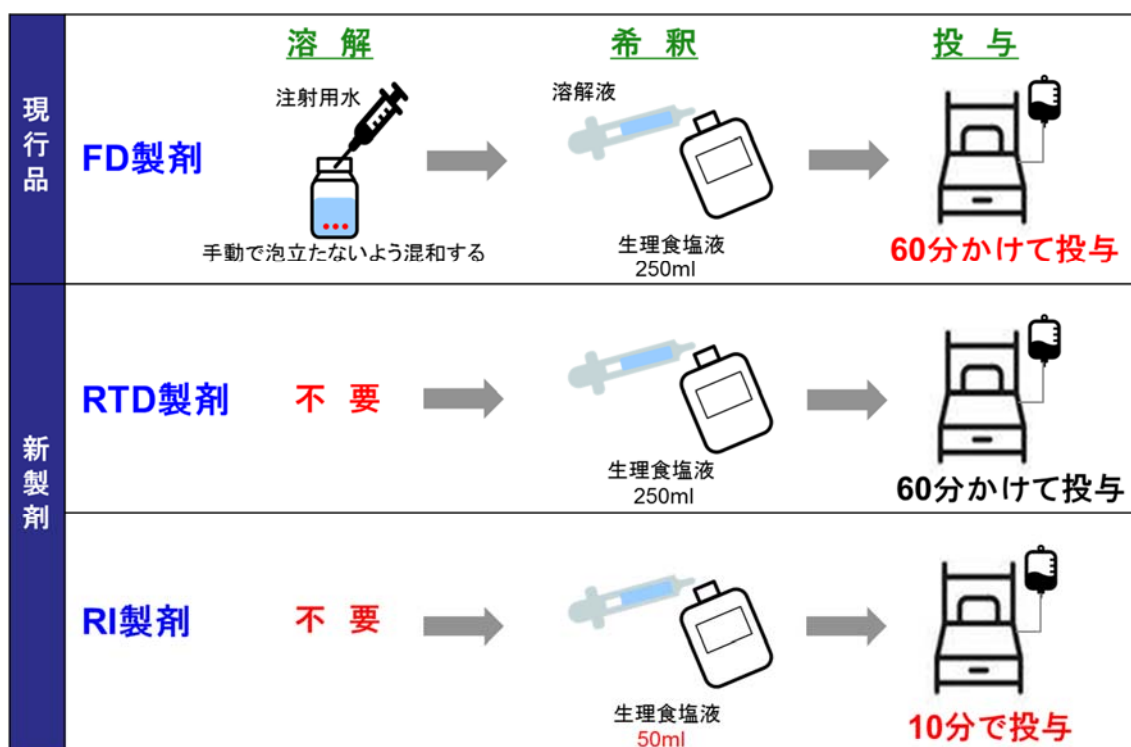 溶解
希釈
投与
現行品
FD製剤
注射用水
手動で泡立たないよう混和する
溶解液
生理食塩液
250ml
60分かけて投与
新製剤
RTD製剤
不要
生理食塩液
250ml
60分かけて投与
RI製剤
不要
生理食塩液
50ml
10分で投与